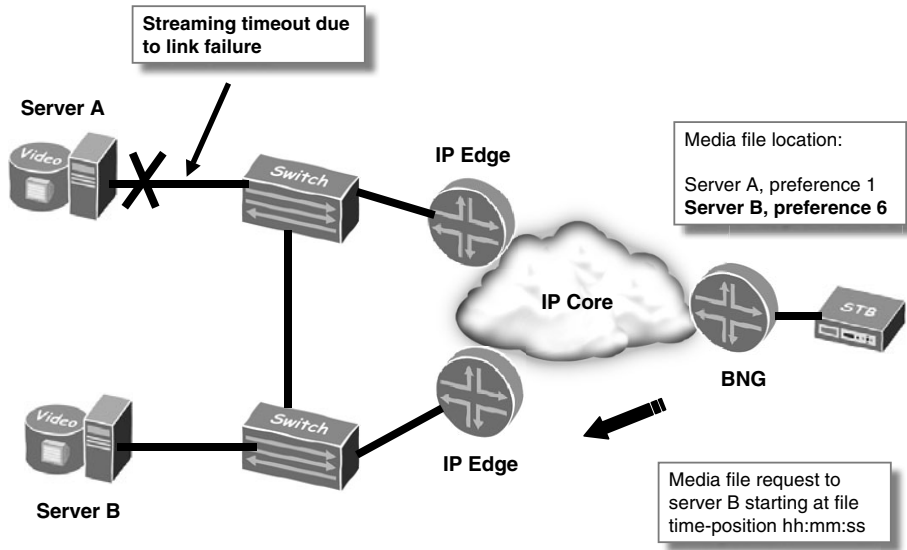 Streaming timeout due
to link failure
Server A
Video
Switch
IP Edge
Media file location:
Server A, preference 1
Server B, preference 6
IP Core
STB
BNG
Video
Switch
IP Edge
Server B
Media file request to
server B starting at file
time-position hh:mm:ss